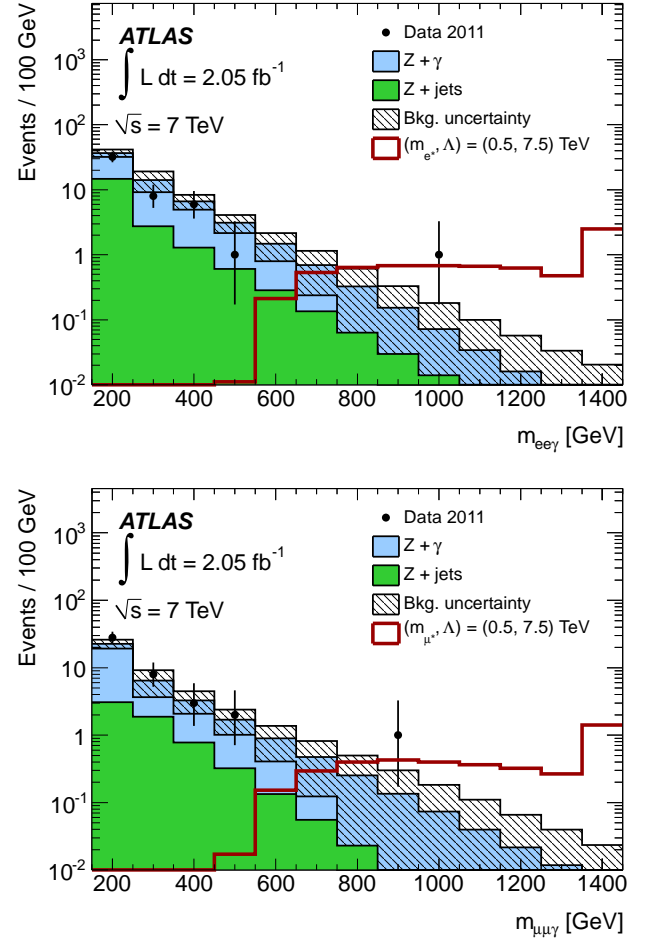 Events / 100 GeV
10³
10²
10
1
10⁻¹
10⁻²
ATLAS
∫ L dt = 2.05 fb⁻¹
√s = 7 TeV
Data 2011
Z + γ
Z + jets
Bkg. uncertainty
(m_e*, Λ) = (0.5, 7.5) TeV
200 400 600 800 1000 1200 1400
m_eeγ [GeV]
Events / 100 GeV
10³
10²
10
1
10⁻¹
10⁻²
ATLAS
∫ L dt = 2.05 fb⁻¹
√s = 7 TeV
Data 2011
Z + γ
Z + jets
Bkg. uncertainty
(m_μ*, Λ) = (0.5, 7.5) TeV
200 400 600 800 1000 1200 1400
m_μμγ [GeV]